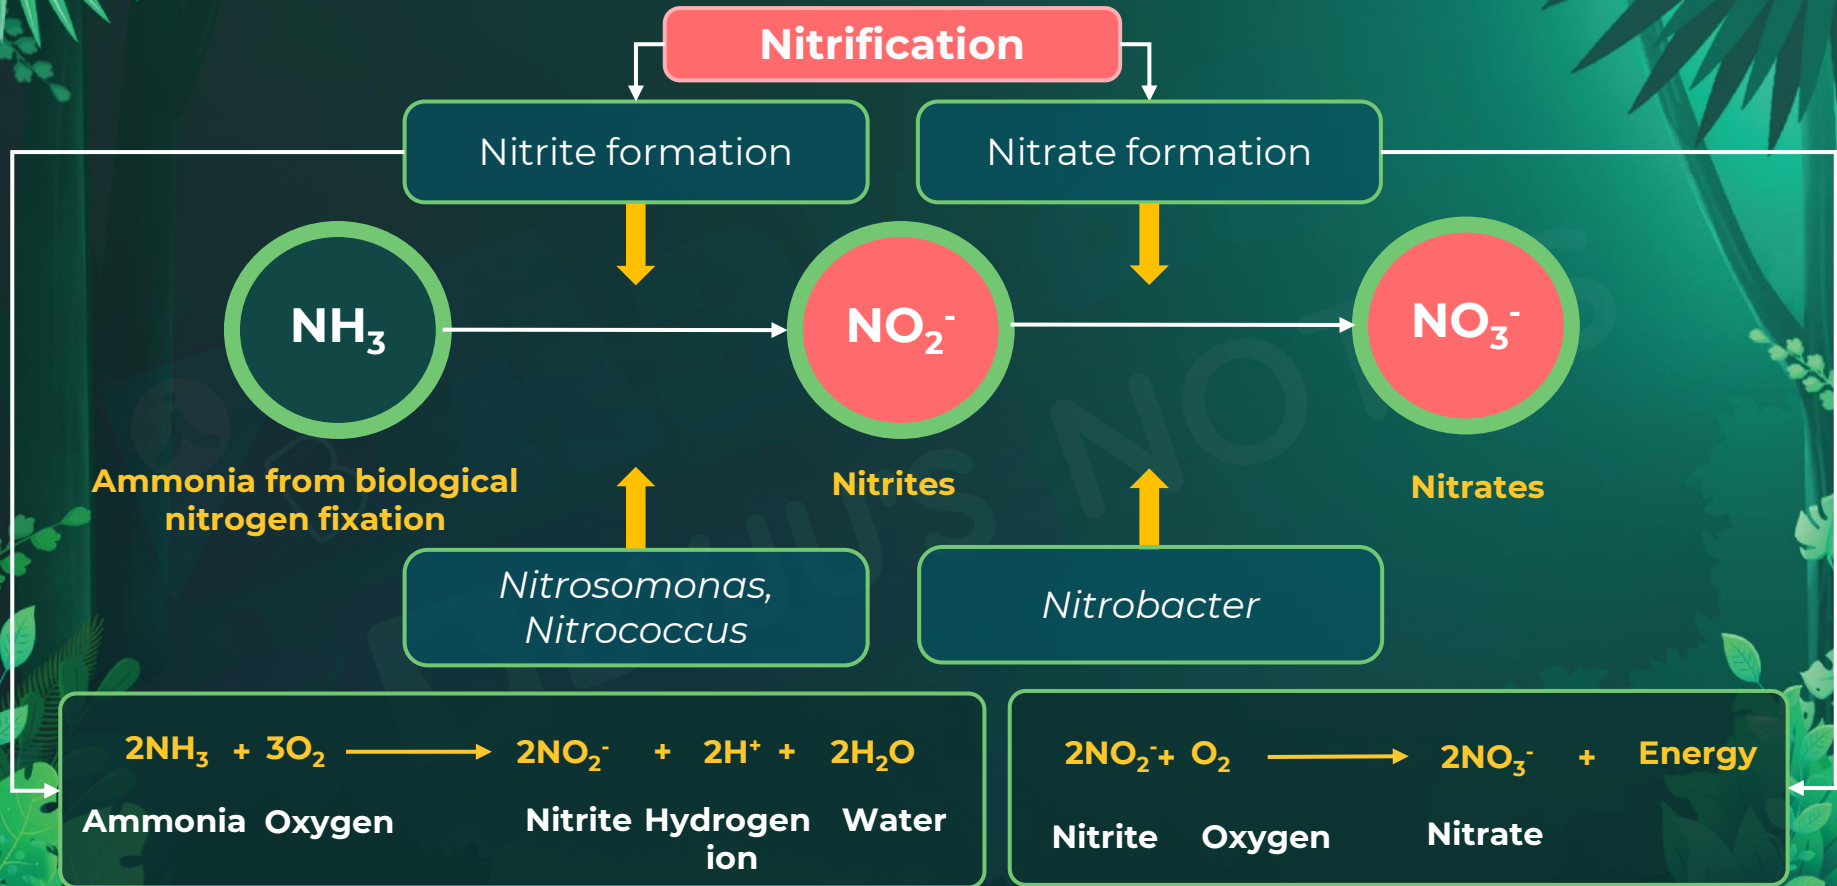 Nitrification
Nitrite formation
Nitrate formation
NH₃
NO₂⁻
NO₃⁻
Ammonia from biological
nitrogen fixation
Nitrites
Nitrates
Nitrosomonas,
Nitrococcus
Nitrobacter
2NH₃ + 3O₂ ⟶ 2NO₂⁻ + 2H⁺ + 2H₂O
Ammonia Oxygen Nitrite Hydrogen Water
ion
2NO₂⁻ + O₂ ⟶ 2NO₃⁻ + Energy
Nitrite Oxygen Nitrate